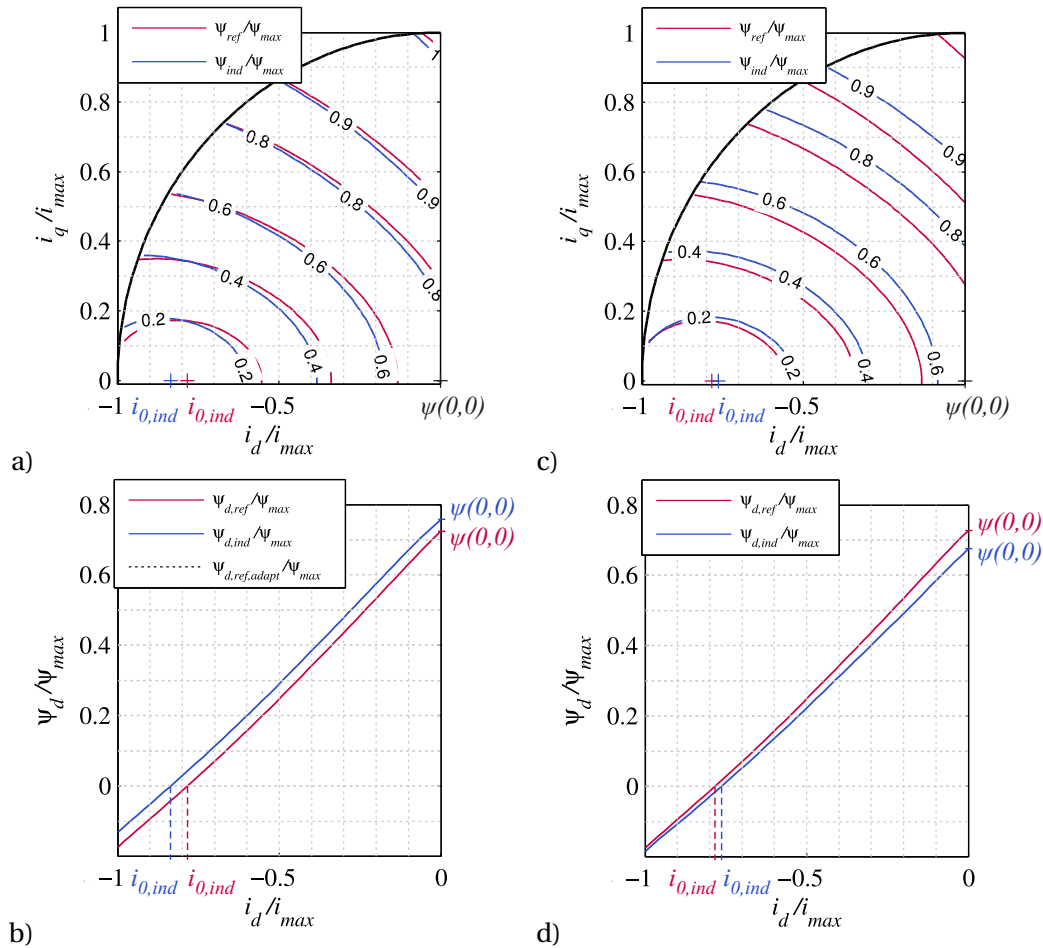 ψref/ψmax
ψind/ψmax
1
0.8
0.6
0.4
0.2
0
iq/imax
1
0.9
0.9
0.8
0.8
0.8
0.6
0.6
0.6
0.4
0.4
0.2
0.2
-1
-0.5
i0,ind
i0,ind
ψ(0,0)
id/imax
a)
ψref/ψmax
ψind/ψmax
1
0.8
0.6
0.4
0.2
0
iq/imax
0.9
0.9
0.8
0.8
0.6
0.6
0.6
0.4
0.4
0.4
0.2
0.2
-1
-0.5
i0,ind
i0,ind
ψ(0,0)
id/imax
c)
ψd,ref/ψmax
ψd,ind/ψmax
ψd,ref,adapt/ψmax
0.8
0.6
0.4
0.2
0
ψd/ψmax
ψ(0,0)
ψ(0,0)
-1
-0.5
0
i0,ind
i0,ind
id/imax
b)
ψd,ref/ψmax
ψd,ind/ψmax
0.8
0.6
0.4
0.2
0
ψd/ψmax
ψ(0,0)
ψ(0,0)
-1
-0.5
0
i0,ind
i0,ind
id/imax
d)